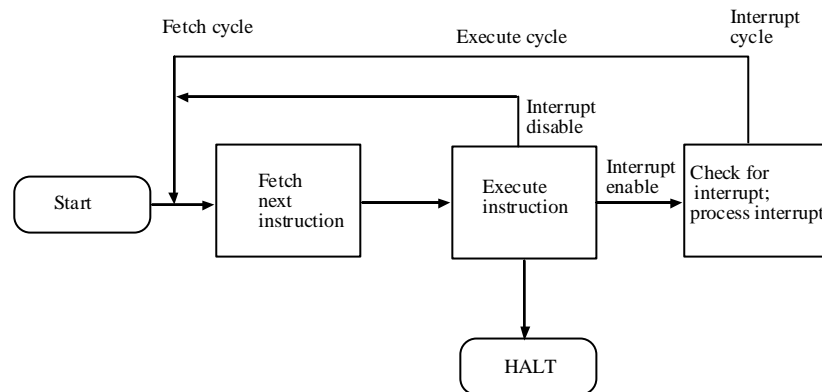 Fetch cycle
Execute cycle
Interrupt
cycle
Interrupt
disable
Start
Fetch
next
instruction
Execute
instruction
Interrupt
enable
Check for
interrupt;
process interrupt
HALT